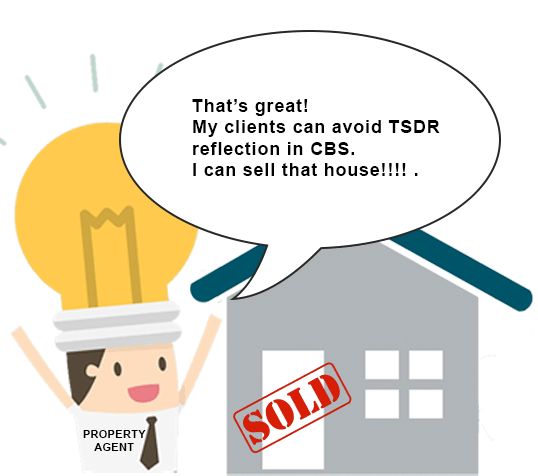 That's great!
My clients can avoid TSDR
reflection in CBS.
I can sell that house!!!! .
SOLD
PROPERTY
AGENT